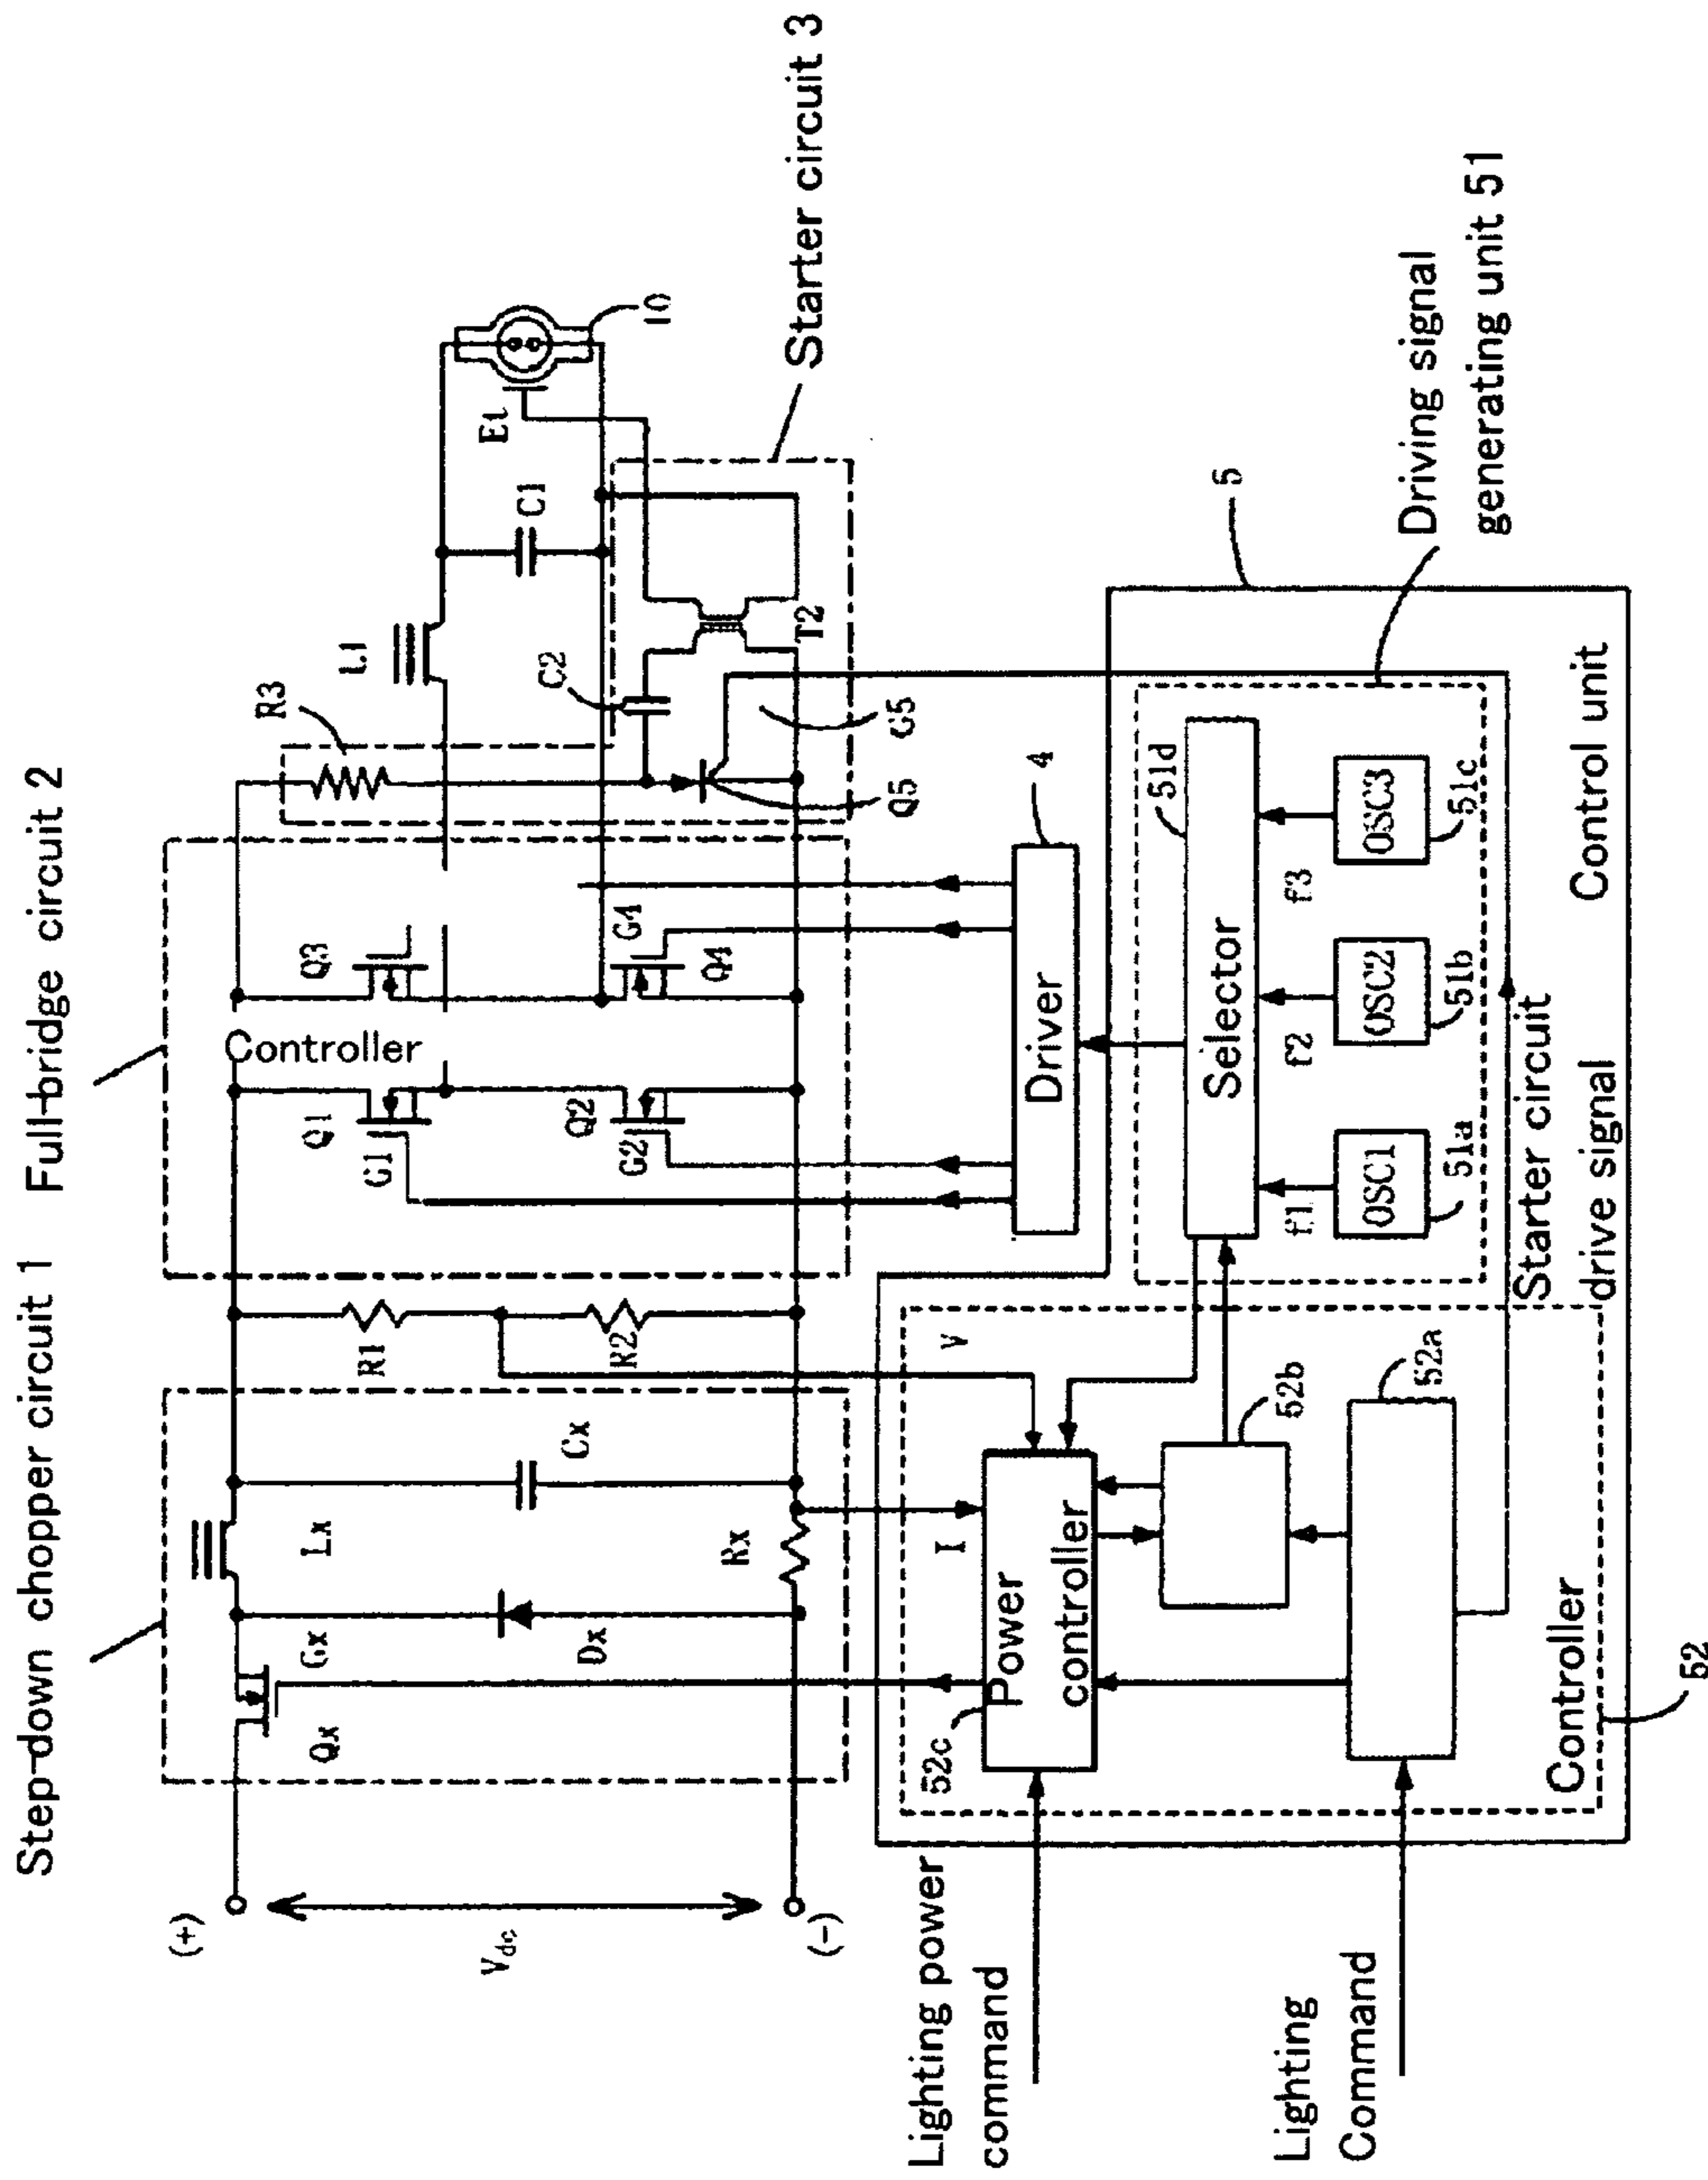 Step-down chopper circuit 1
Full-bridge circuit 2
Starter circuit 3
(+)
Vdc
(-)
Qx
Gx
Lx
Dx
Cx
Rx
R1
R2
Controller
Q1
G1
Q2
G2
Q3
Q4
G4
R3
L1
C1
C2
Et
10
T2
G5
Q5
V
I
Driver
4
5
Driving signal
generating unit 51
Selector
51d
f1
f2
f3
OSC1
OSC2
OSC3
51a
51b
51c
Control unit
Starter circuit
drive signal
Power
controller
52c
52b
52a
Controller
52
Lighting power
command
Lighting
Command